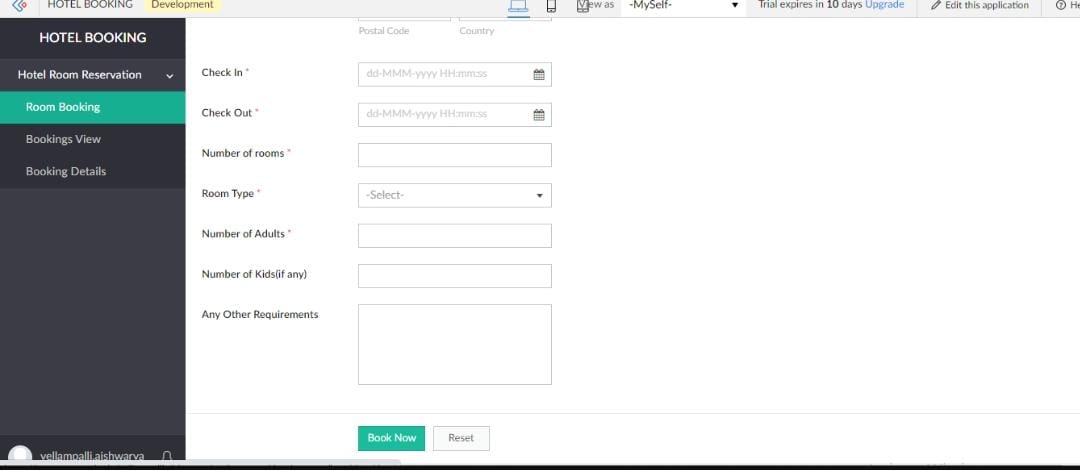 HOTEL BOOKING Development View as -MySelf- Trial expires in 10 days Upgrade Edit this application
HOTEL BOOKING
Hotel Room Reservation
Room Booking
Bookings View
Booking Details
Postal Code Country
Check In * dd-MMM-yyyy HH:mm:ss
Check Out * dd-MMM-yyyy HH:mm:ss
Number of rooms *
Room Type * -Select-
Number of Adults *
Number of Kids(if any)
Any Other Requirements
Book Now Reset
vellampalli.aishwarya